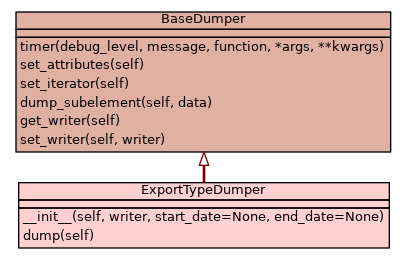 BaseDumper
timer(debug_level, message, function, *args, **kwargs)
set_attributes(self)
set_iterator(self)
dump_subelement(self, data)
get_writer(self)
set_writer(self, writer)
ExportTypeDumper
__init__(self, writer, start_date=None, end_date=None)
dump(self)